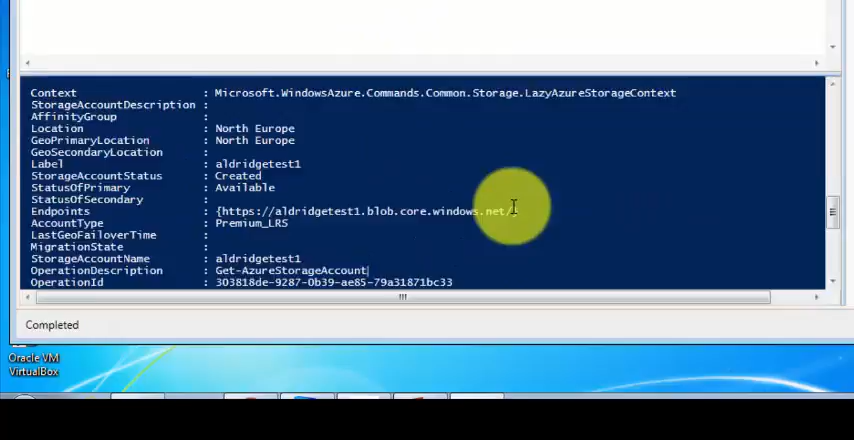 Context : Microsoft.WindowsAzure.Commands.Common.Storage.LazyAzureStorageContext
StorageAccountDescription :
AffinityGroup :
Location : North Europe
GeoPrimaryLocation : North Europe
GeoSecondaryLocation :
Label : aldridgetest1
StorageAccountStatus : Created
StatusOfPrimary : Available
StatusOfSecondary :
Endpoints : {https://aldridgetest1.blob.core.windows.net/}
AccountType : Premium_LRS
LastGeoFailoverTime :
MigrationState :
StorageAccountName : aldridgetest1
OperationDescription : Get-AzureStorageAccount
OperationId : 303818de-9287-0b39-ae85-79a31871bc33
Completed
Oracle VM
VirtualBox